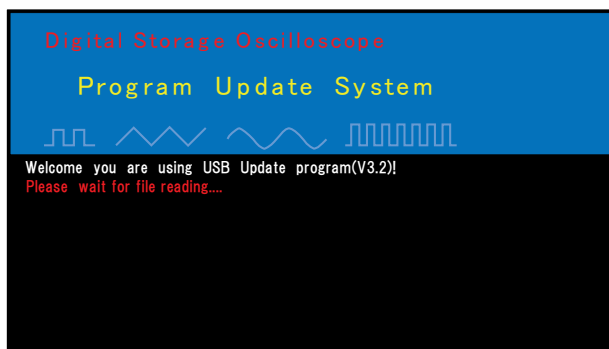 Digital Storage Oscilloscope
Program Update System
Welcome you are using USB Update program(V3.2)!
Please wait for file reading....